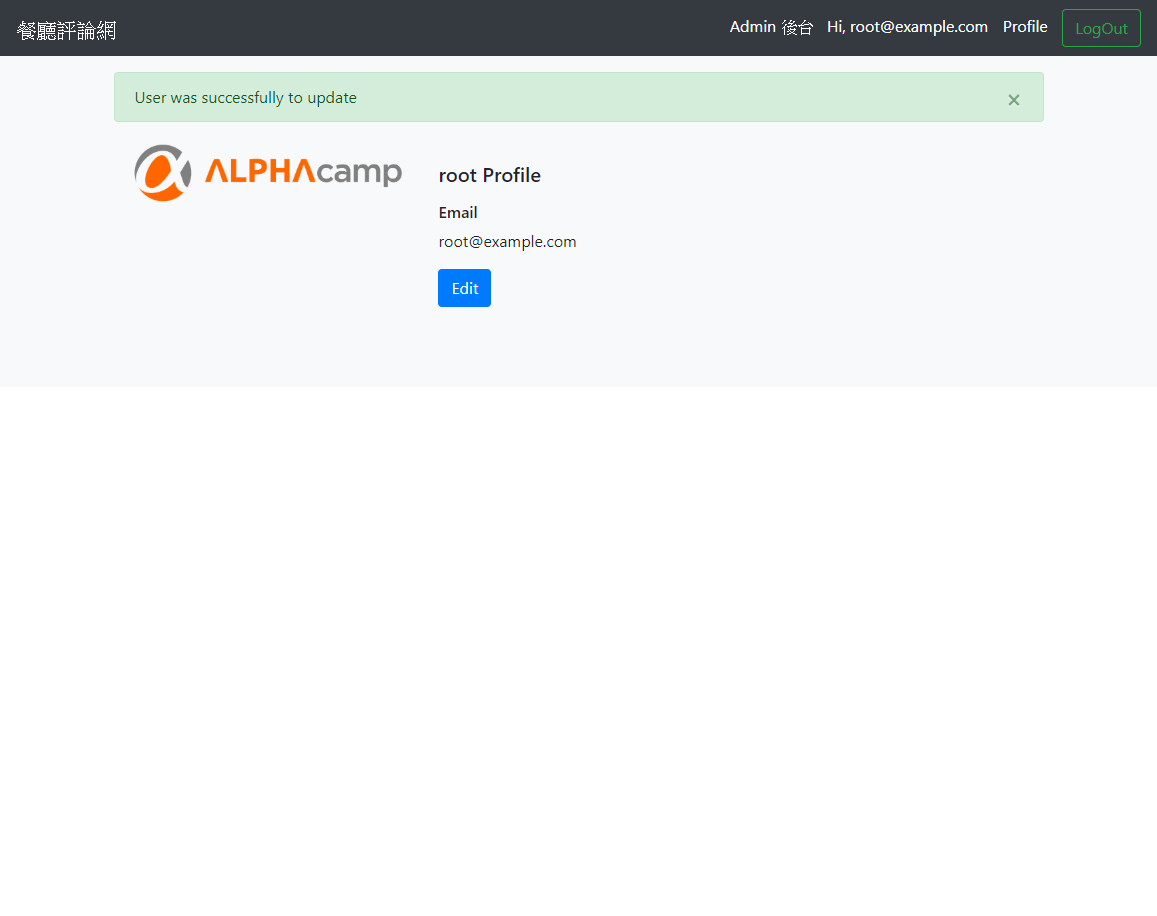 餐廳評論網
Admin 後台 Hi, root@example.com Profile LogOut
User was successfully to update ×
ALPHAcamp
root Profile
Email
root@example.com
Edit